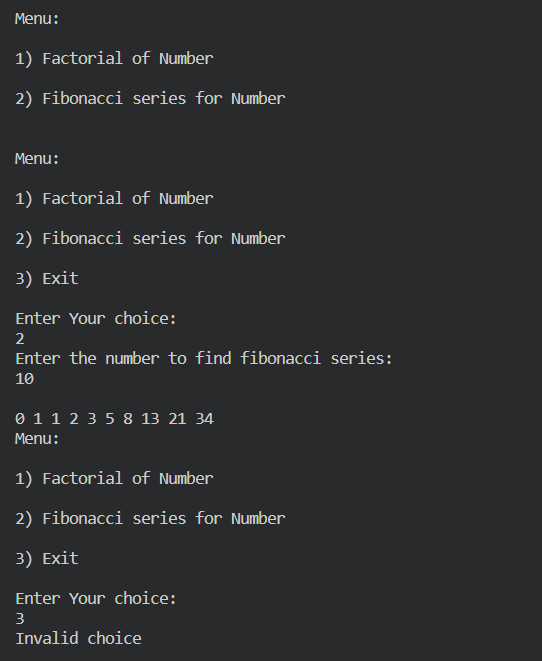 Menu:
1) Factorial of Number
2) Fibonacci series for Number
Menu:
1) Factorial of Number
2) Fibonacci series for Number
3) Exit
Enter Your choice:
2
Enter the number to find fibonacci series:
10
0 1 1 2 3 5 8 13 21 34
Menu:
1) Factorial of Number
2) Fibonacci series for Number
3) Exit
Enter Your choice:
3
Invalid choice